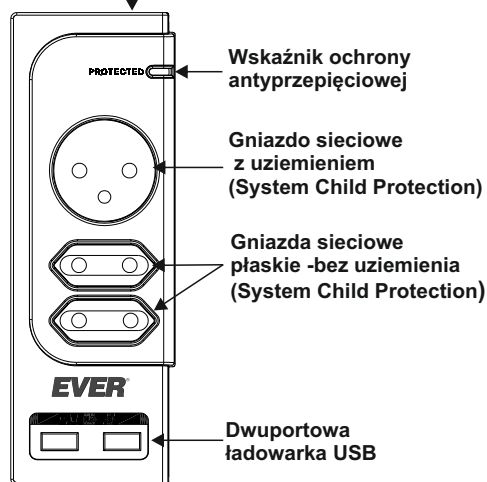 PROTECTED
Wskaźnik ochrony
antyprzepięciowej
Gniazdo sieciowe
z uziemieniem
(System Child Protection)
Gniazda sieciowe
płaskie -bez uziemienia
(System Child Protection)
EVER
Dwuportowa
ładowarka USB